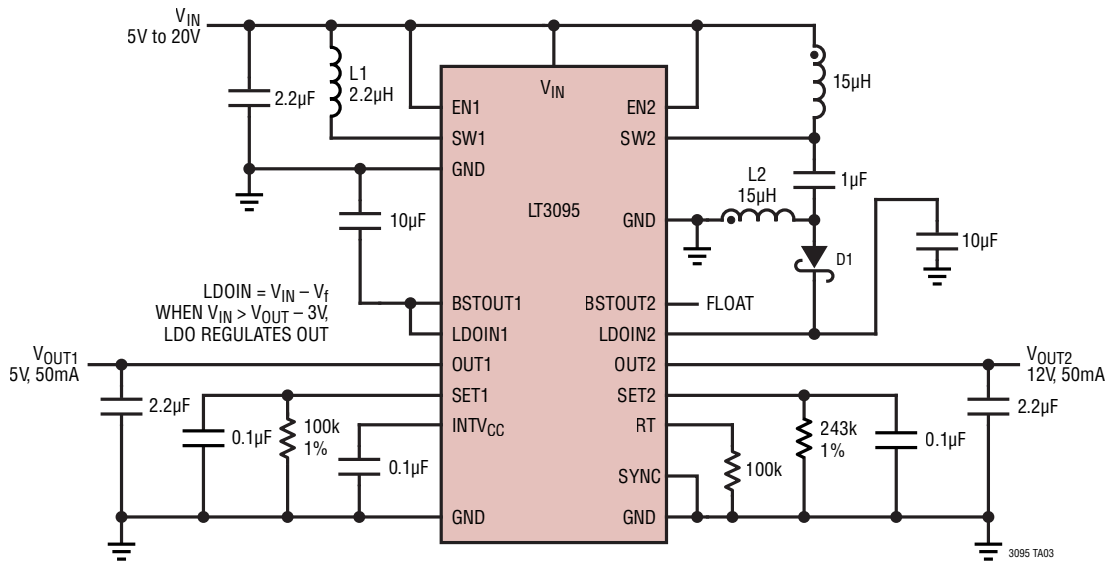 VIN
5V to 20V
2.2µF
L1
2.2µH
EN1
SW1
GND
VIN
EN2
SW2
15µH
1µF
L2
15µH
LT3095
GND
10µF
D1
10µF
LDOIN = VIN – Vf
WHEN VIN > VOUT – 3V,
LDO REGULATES OUT
BSTOUT1
LDOIN1
BSTOUT2
FLOAT
LDOIN2
VOUT1
5V, 50mA
OUT1
OUT2
VOUT2
12V, 50mA
2.2µF
SET1
SET2
2.2µF
0.1µF
100k
1%
INTVCC
0.1µF
RT
100k
243k
1%
0.1µF
SYNC
GND
GND
3095 TA03